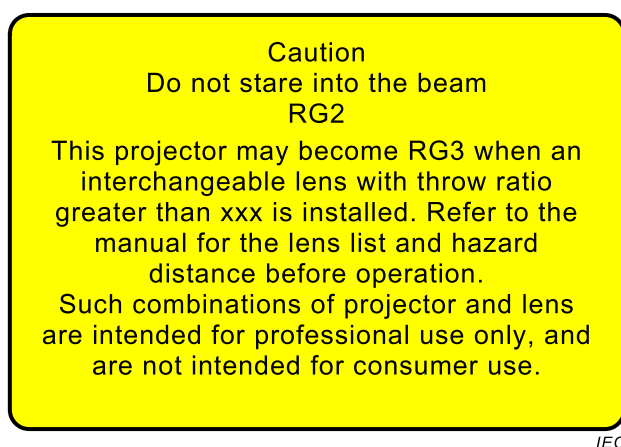 Caution
Do not stare into the beam
RG2
This projector may become RG3 when an
interchangeable lens with throw ratio
greater than xxx is installed. Refer to the
manual for the lens list and hazard
distance before operation.
Such combinations of projector and lens
are intended for professional use only, and
are not intended for consumer use.